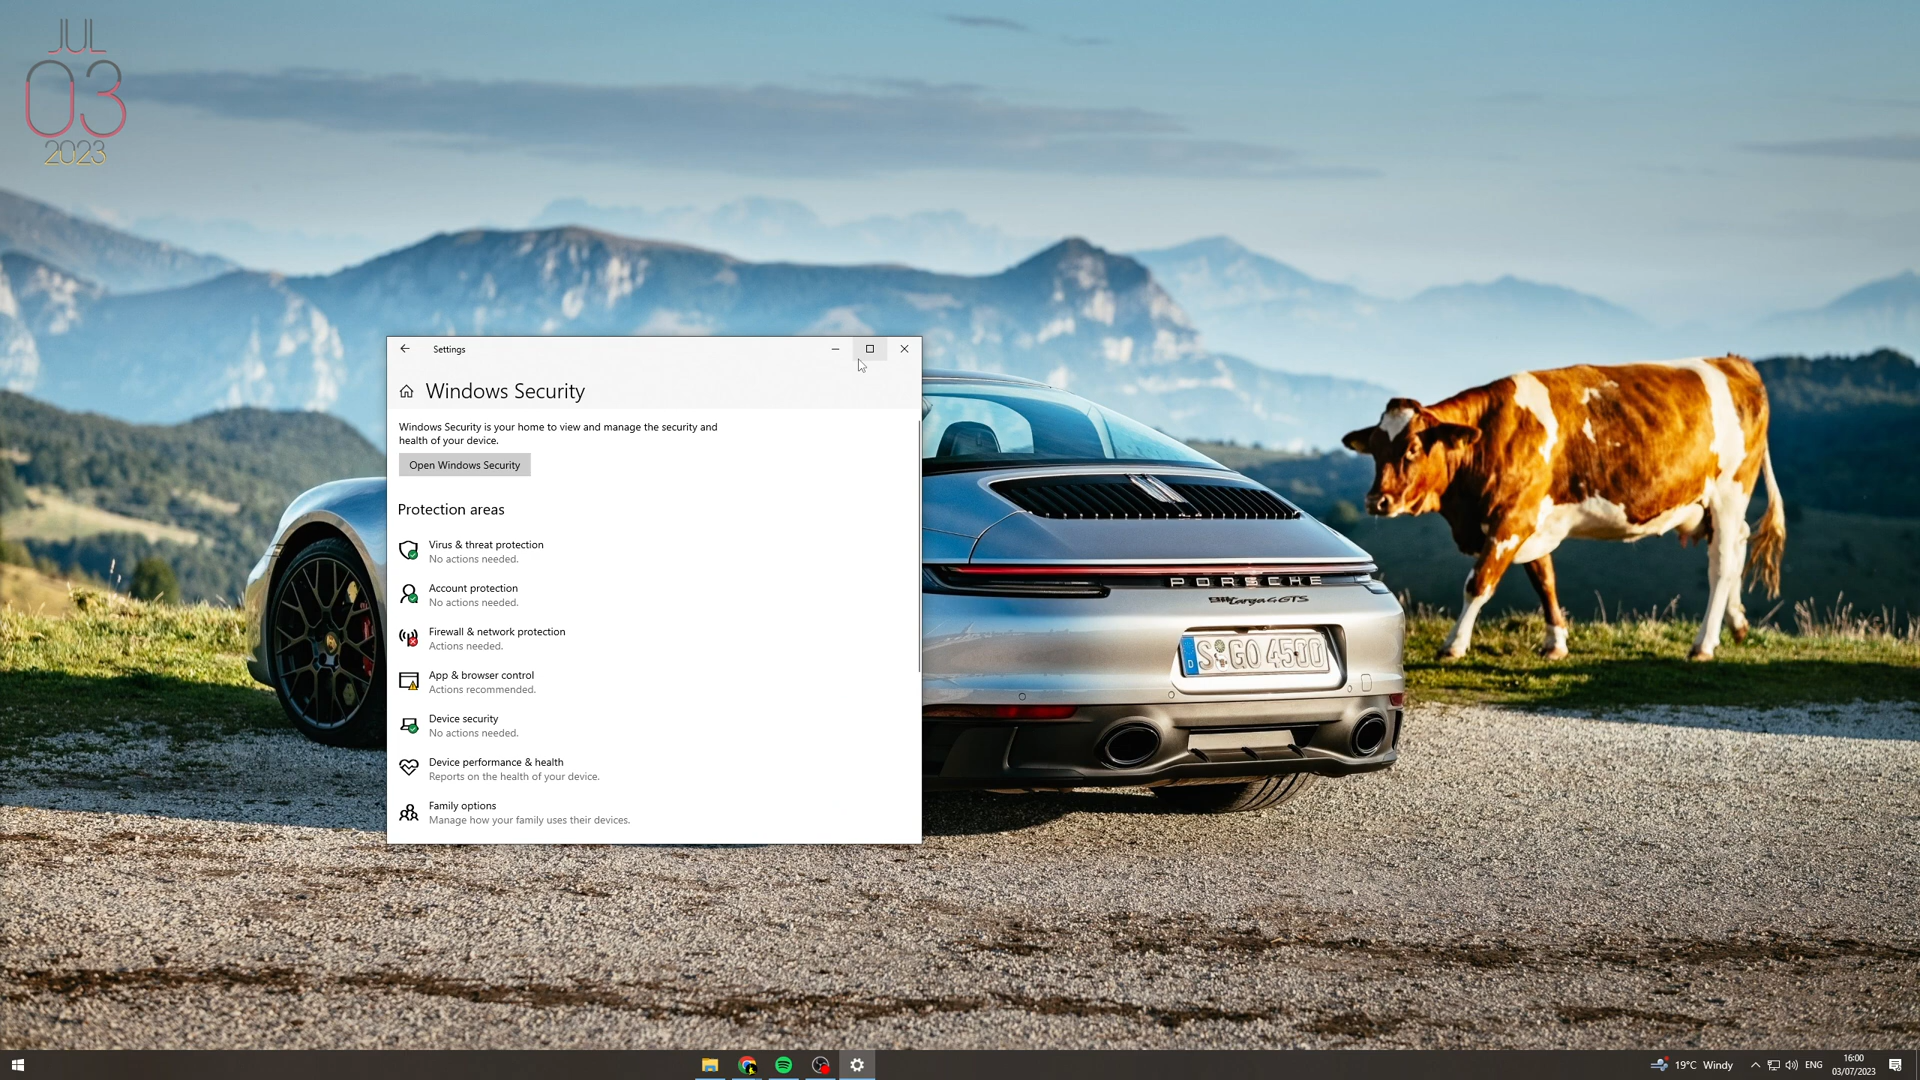 JUL
03
2023
Settings
Windows Security
Windows Security is your home to view and manage the security and
health of your device.
Open Windows Security
Protection areas
Virus & threat protection
No actions needed.
Account protection
No actions needed.
Firewall & network protection
Actions needed.
App & browser control
Actions recommended.
Device security
No actions needed.
Device performance & health
Reports on the health of your device.
Family options
Manage how your family uses their devices.
PORSCHE
911 Targa 4 GTS
D
S GO 4500
19°C Windy
ENG
16:00
03/07/2023